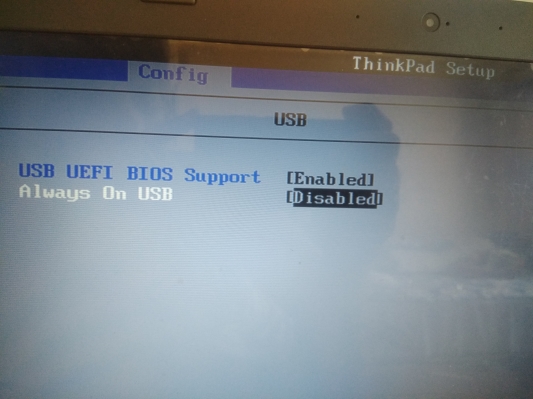 ThinkPad Setup
Config
USB
USB UEFI BIOS Support [Enabled]
Always On USB [Disabled]